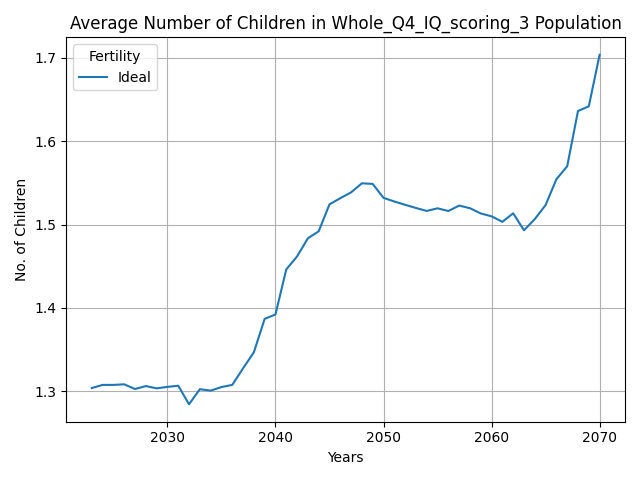 Average Number of Children in Whole_Q4_IQ_scoring_3 Population
Fertility
Ideal
No. of Children
1.7
1.6
1.5
1.4
1.3
2030 2040 2050 2060 2070
Years